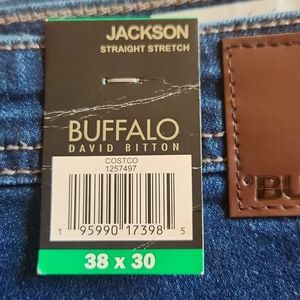 JACKSON
STRAIGHT STRETCH
BUFFALO
DAVID BITTON
COSTCO
1257497
1 95990 17398 5
38 x 30
BU